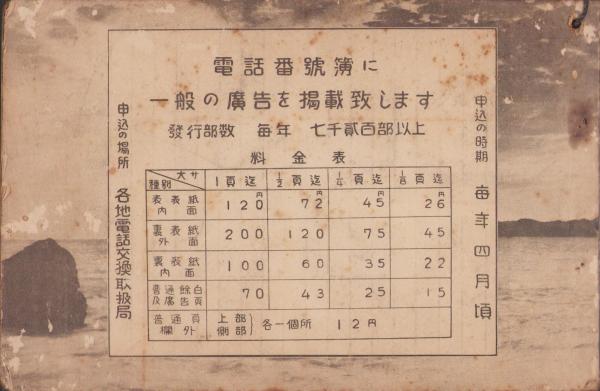 電話番號簿に
一般の廣告を掲載致します
發行部数 毎年 七千貳百部以上
料金表
種別 大サ 1頁迄 1/2頁迄 1/4頁迄 1/8頁迄
表表紙内面 120円 72円 45円 26円
裏表紙外面 200 120 75 45
裏表紙内面 100 60 35 22
普通餘白及廣告頁 70 43 25 15
普通頁欄外 上部 側部 各一個所 12円
申込の時期 毎年四月頃
申込の場所 各地電話交換取扱局